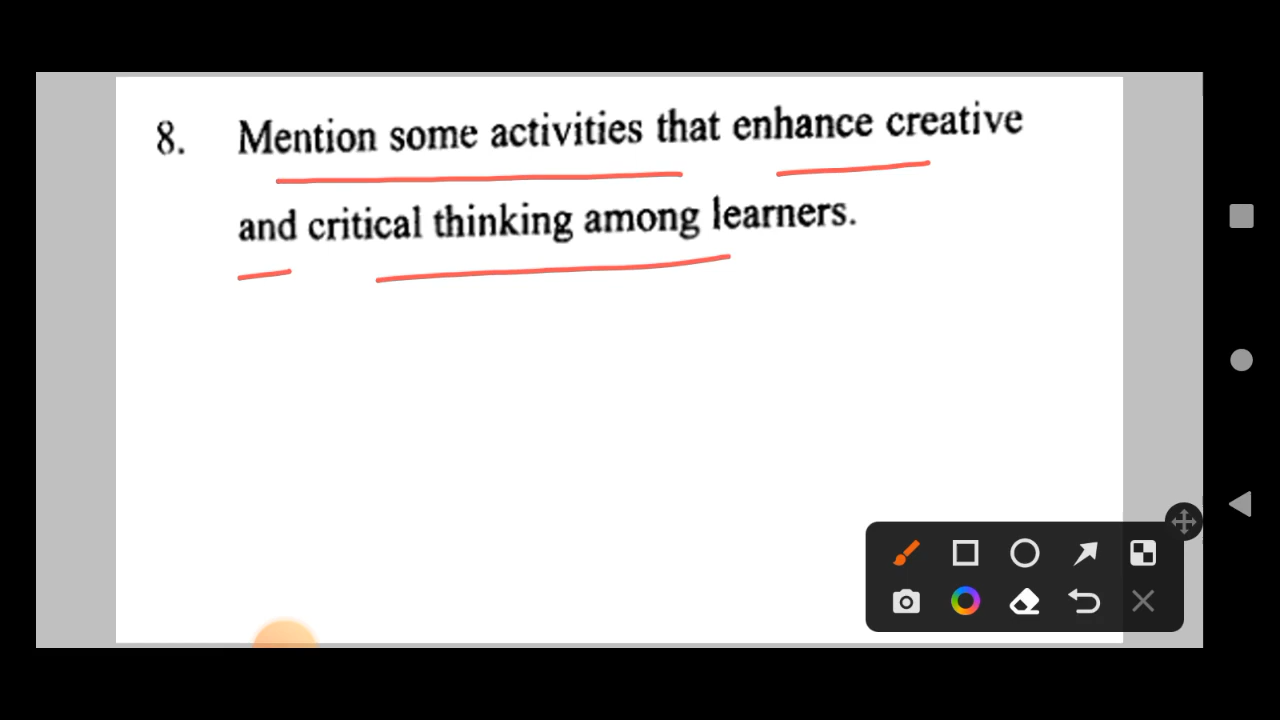 8. Mention some activities that enhance creative
and critical thinking among learners.